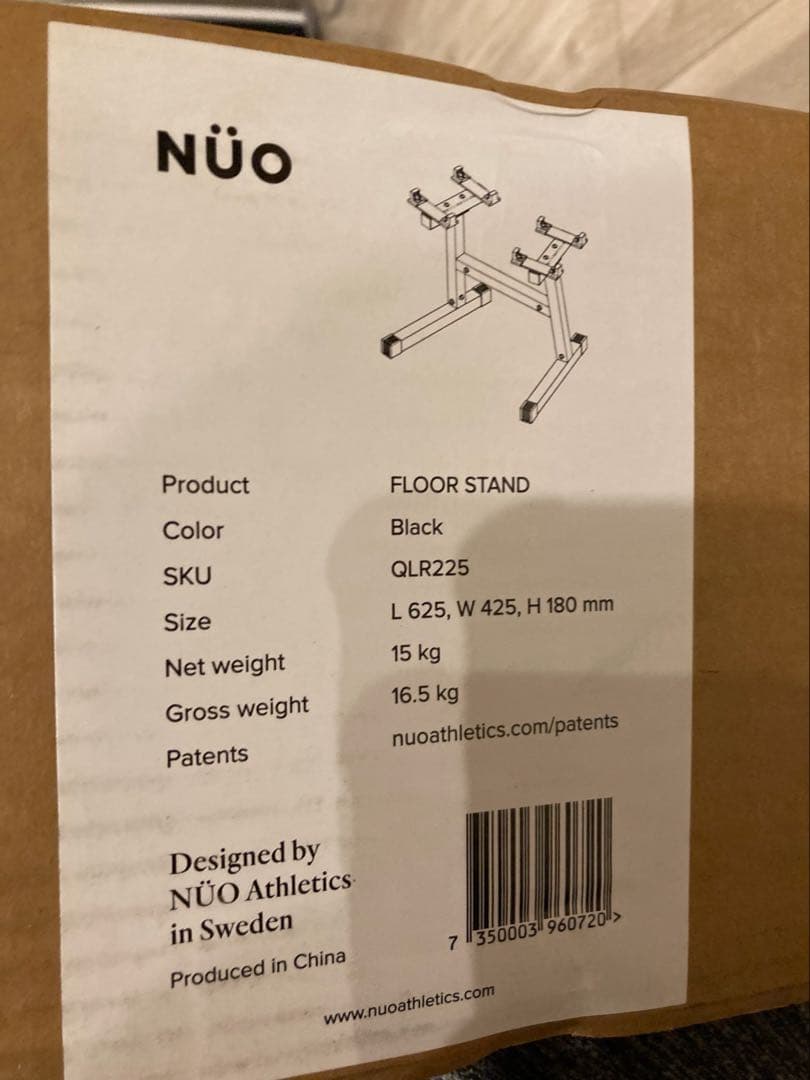 NÜO
Product FLOOR STAND
Color Black
SKU QLR225
Size L 625, W 425, H 180 mm
Net weight 15 kg
Gross weight 16.5 kg
Patents nuoathletics.com/patents
Designed by
NÜO Athletics
in Sweden
Produced in China
7 350003 960720 >
www.nuoathletics.com